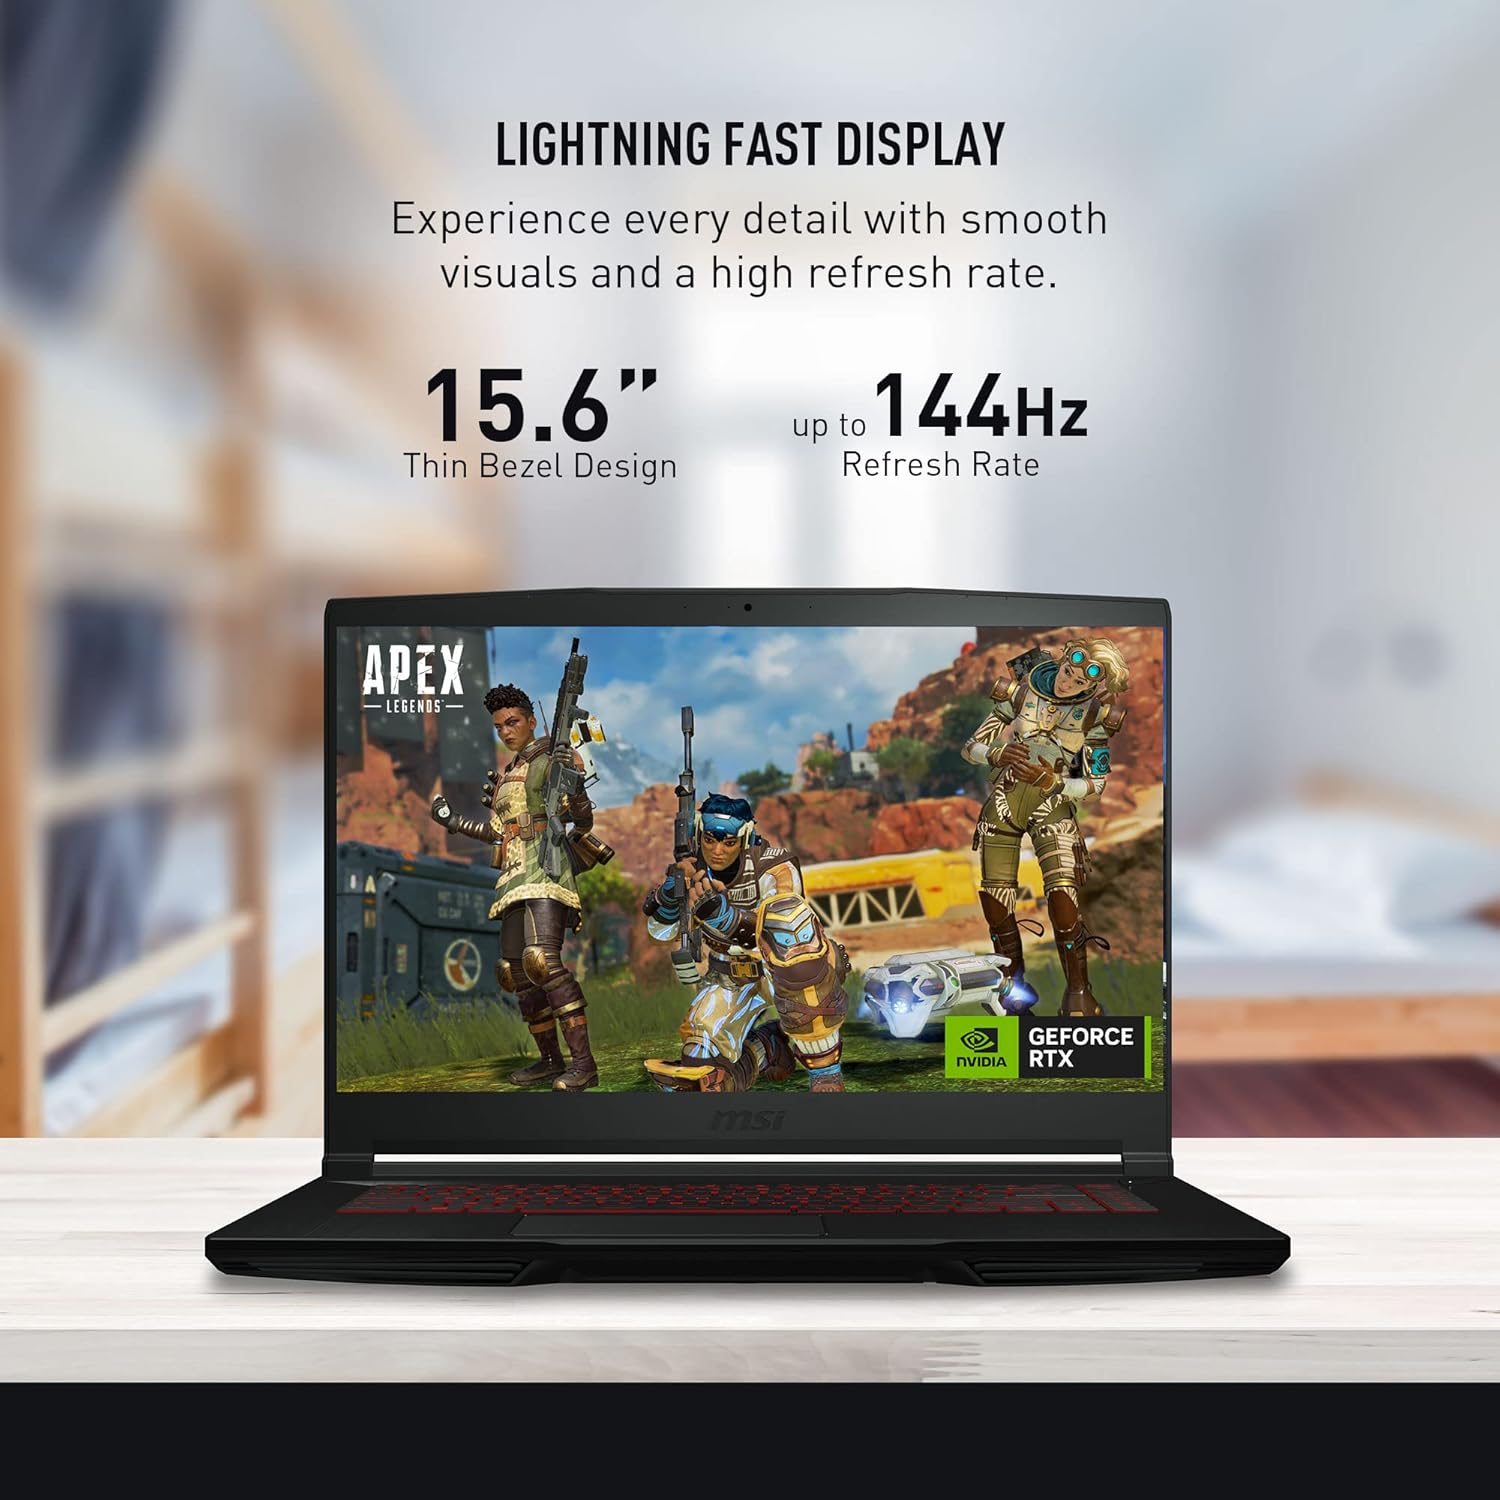 LIGHTNING FAST DISPLAY
Experience every detail with smooth
visuals and a high refresh rate.
15.6”
Thin Bezel Design
up to 144Hz
Refresh Rate
APEX
LEGENDS
NVIDIA
GEFORCE
RTX
msi